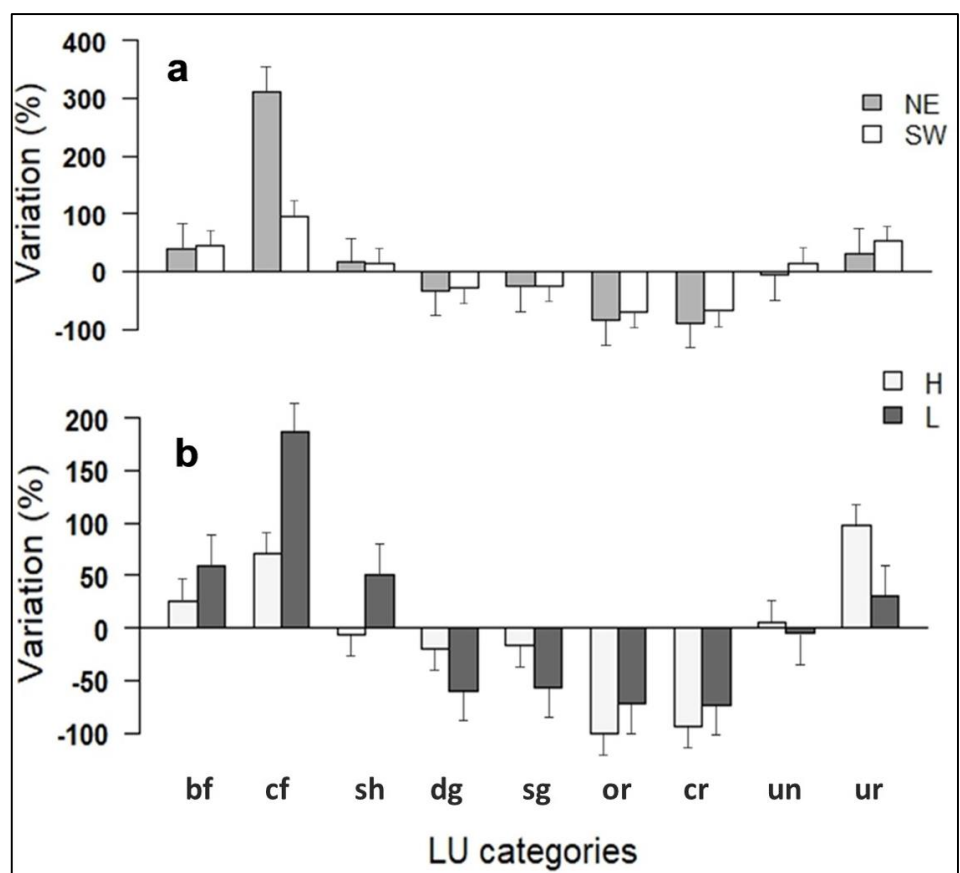 a
Variation (%)
400
300
200
100
0
-100
NE
SW
b
Variation (%)
200
150
100
50
0
-50
-100
H
L
bf cf sh dg sg or cr un ur
LU categories